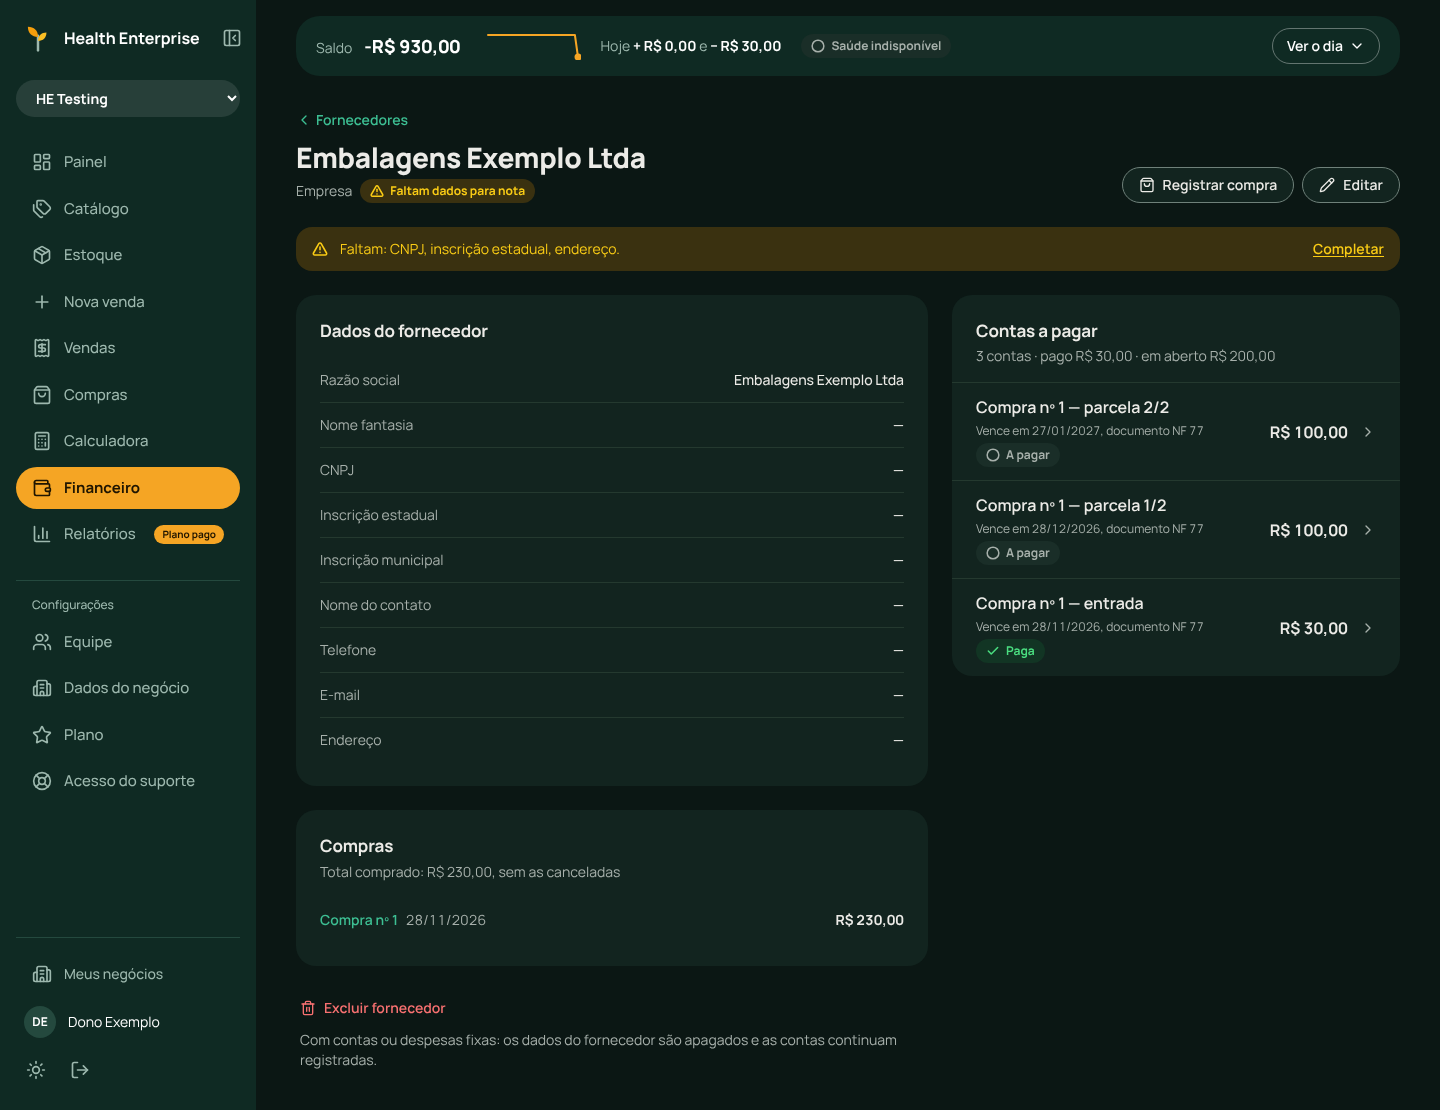 Health Enterprise
HE Testing
Painel
Catálogo
Estoque
Nova venda
Vendas
Compras
Calculadora
Financeiro
Relatórios Plano pago
Configurações
Equipe
Dados do negócio
Plano
Acesso do suporte
Meus negócios
DE Dono Exemplo
Saldo -R$ 930,00 Hoje + R$ 0,00 e − R$ 30,00 Saúde indisponível Ver o dia
Fornecedores
Embalagens Exemplo Ltda
Empresa Faltam dados para nota
Registrar compra Editar
Faltam: CNPJ, inscrição estadual, endereço. Completar
Dados do fornecedor
Razão social Embalagens Exemplo Ltda
Nome fantasia —
CNPJ —
Inscrição estadual —
Inscrição municipal —
Nome do contato —
Telefone —
E-mail —
Endereço —
Compras
Total comprado: R$ 230,00, sem as canceladas
Compra nº 1 28/11/2026 R$ 230,00
Excluir fornecedor
Com contas ou despesas fixas: os dados do fornecedor são apagados e as contas continuam
registradas.
Contas a pagar
3 contas · pago R$ 30,00 · em aberto R$ 200,00
Compra nº 1 — parcela 2/2
Vence em 27/01/2027, documento NF 77
R$ 100,00
A pagar
Compra nº 1 — parcela 1/2
Vence em 28/12/2026, documento NF 77
R$ 100,00
A pagar
Compra nº 1 — entrada
Vence em 28/11/2026, documento NF 77
R$ 30,00
Paga